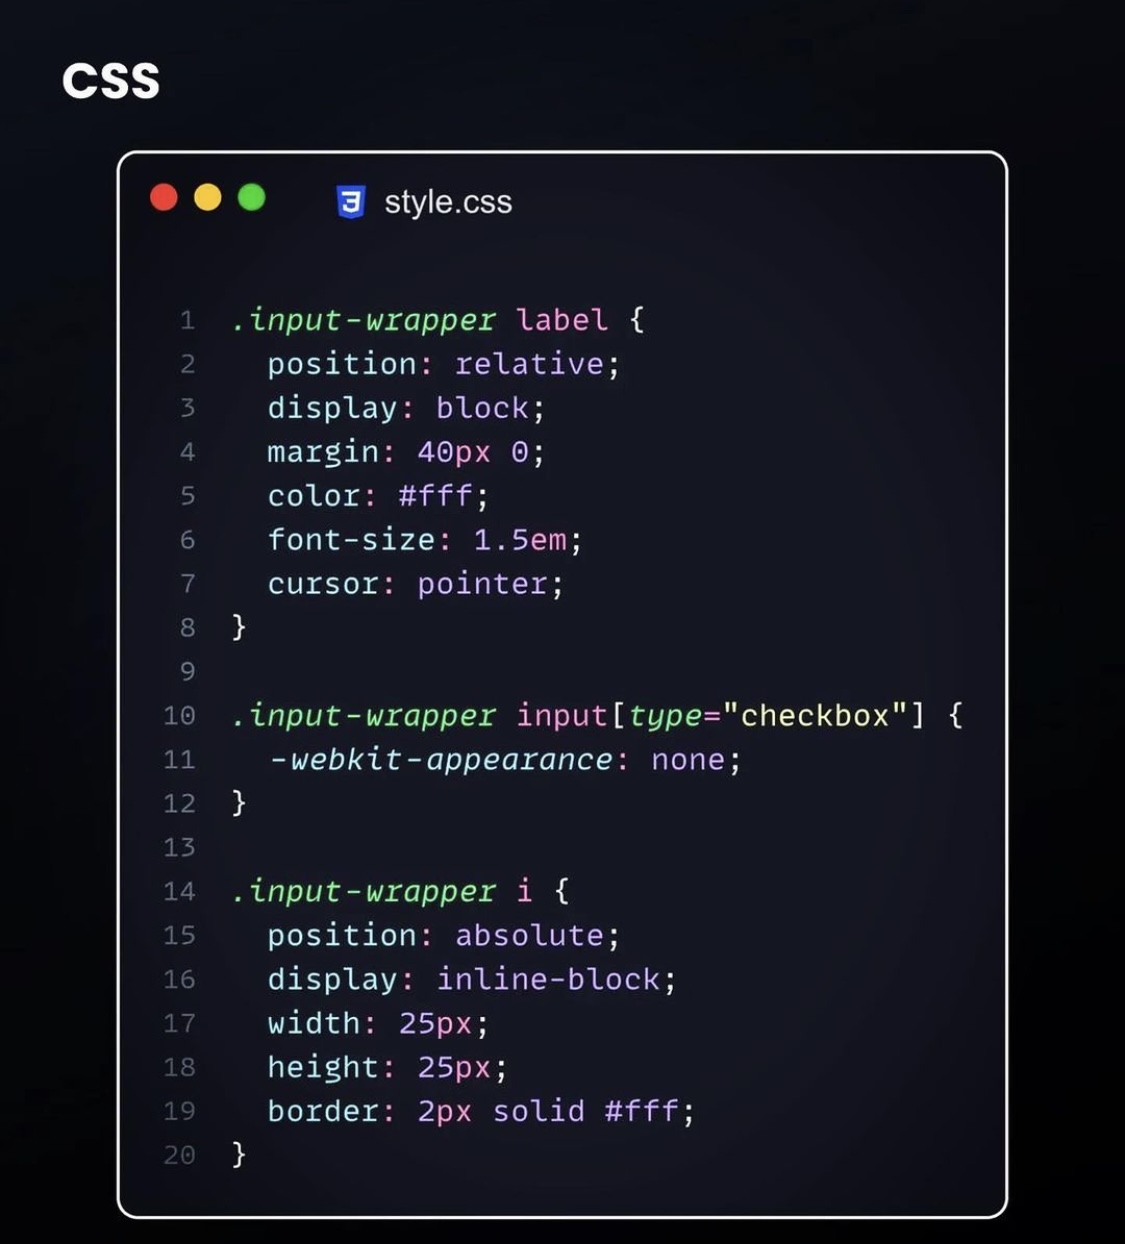 CSS
style.css
1 .input-wrapper label {
2   position: relative;
3   display: block;
4   margin: 40px 0;
5   color: #fff;
6   font-size: 1.5em;
7   cursor: pointer;
8 }
9
10 .input-wrapper input[type="checkbox"] {
11   -webkit-appearance: none;
12 }
13
14 .input-wrapper i {
15   position: absolute;
16   display: inline-block;
17   width: 25px;
18   height: 25px;
19   border: 2px solid #fff;
20 }